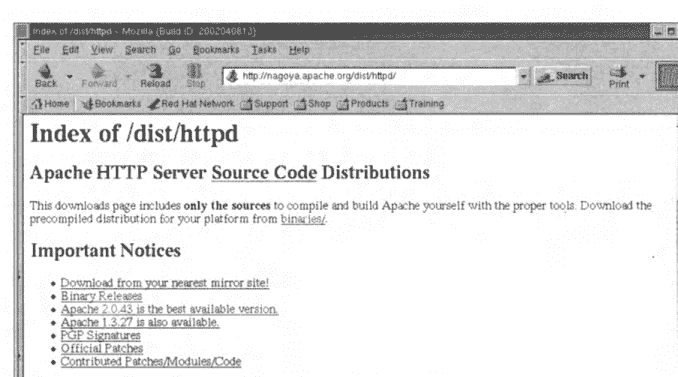 Index of /dist/httpd - Mozilla {Build ID: 2002040813}
File Edit View Search Go Bookmarks Tasks Help
Back Forward Reload Stop http://nagoya.apache.org/dist/httpd/ Search Print
Home Bookmarks Red Hat Network Support Shop Products Training
Index of /dist/httpd
Apache HTTP Server Source Code Distributions
This downloads page includes only the sources to compile and build Apache yourself with the proper tools. Download the
precompiled distribution for your platform from binaries/.
Important Notices
Download from your nearest mirror site!
Binary Releases
Apache 2.0.43 is the best available version.
Apache 1.3.27 is also available.
PGP Signatures
Official Patches
Contributed Patches/Modules/Code